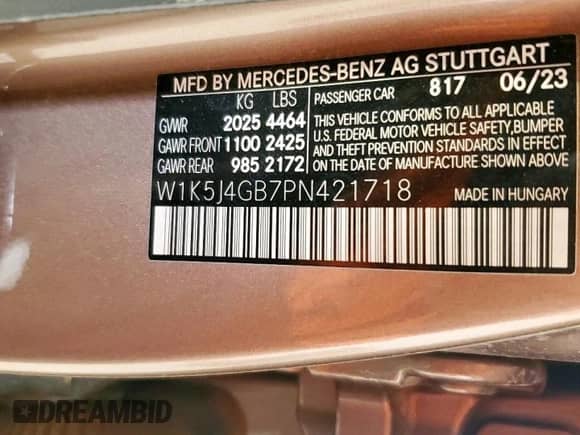 MFD BY MERCEDES-BENZ AG STUTTGART
KG LBS PASSENGER CAR 817 06/23
GVWR 2025 4464
GAWR FRONT 1100 2425
GAWR REAR 985 2172
THIS VEHICLE CONFORMS TO ALL APPLICABLE
U.S. FEDERAL MOTOR VEHICLE SAFETY, BUMPER
AND THEFT PREVENTION STANDARDS IN EFFECT
ON THE DATE OF MANUFACTURE SHOWN ABOVE
W1K5J4GB7PN421718 MADE IN HUNGARY
DREAMBID